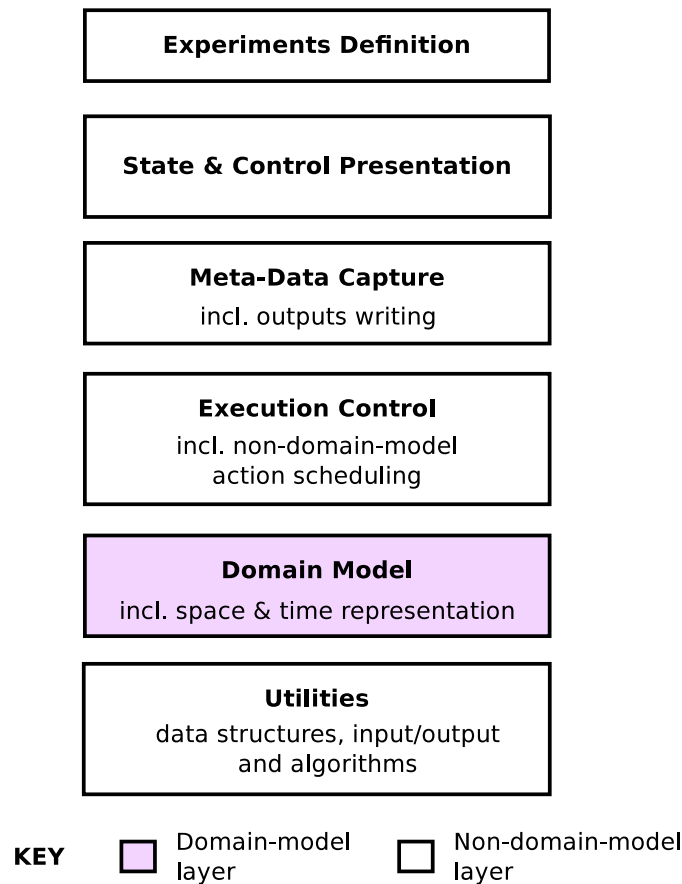 Experiments Definition
State & Control Presentation
Meta-Data Capture
incl. outputs writing
Execution Control
incl. non-domain-model
action scheduling
Domain Model
incl. space & time representation
Utilities
data structures, input/output
and algorithms
KEY
Domain-model
layer
Non-domain-model
layer